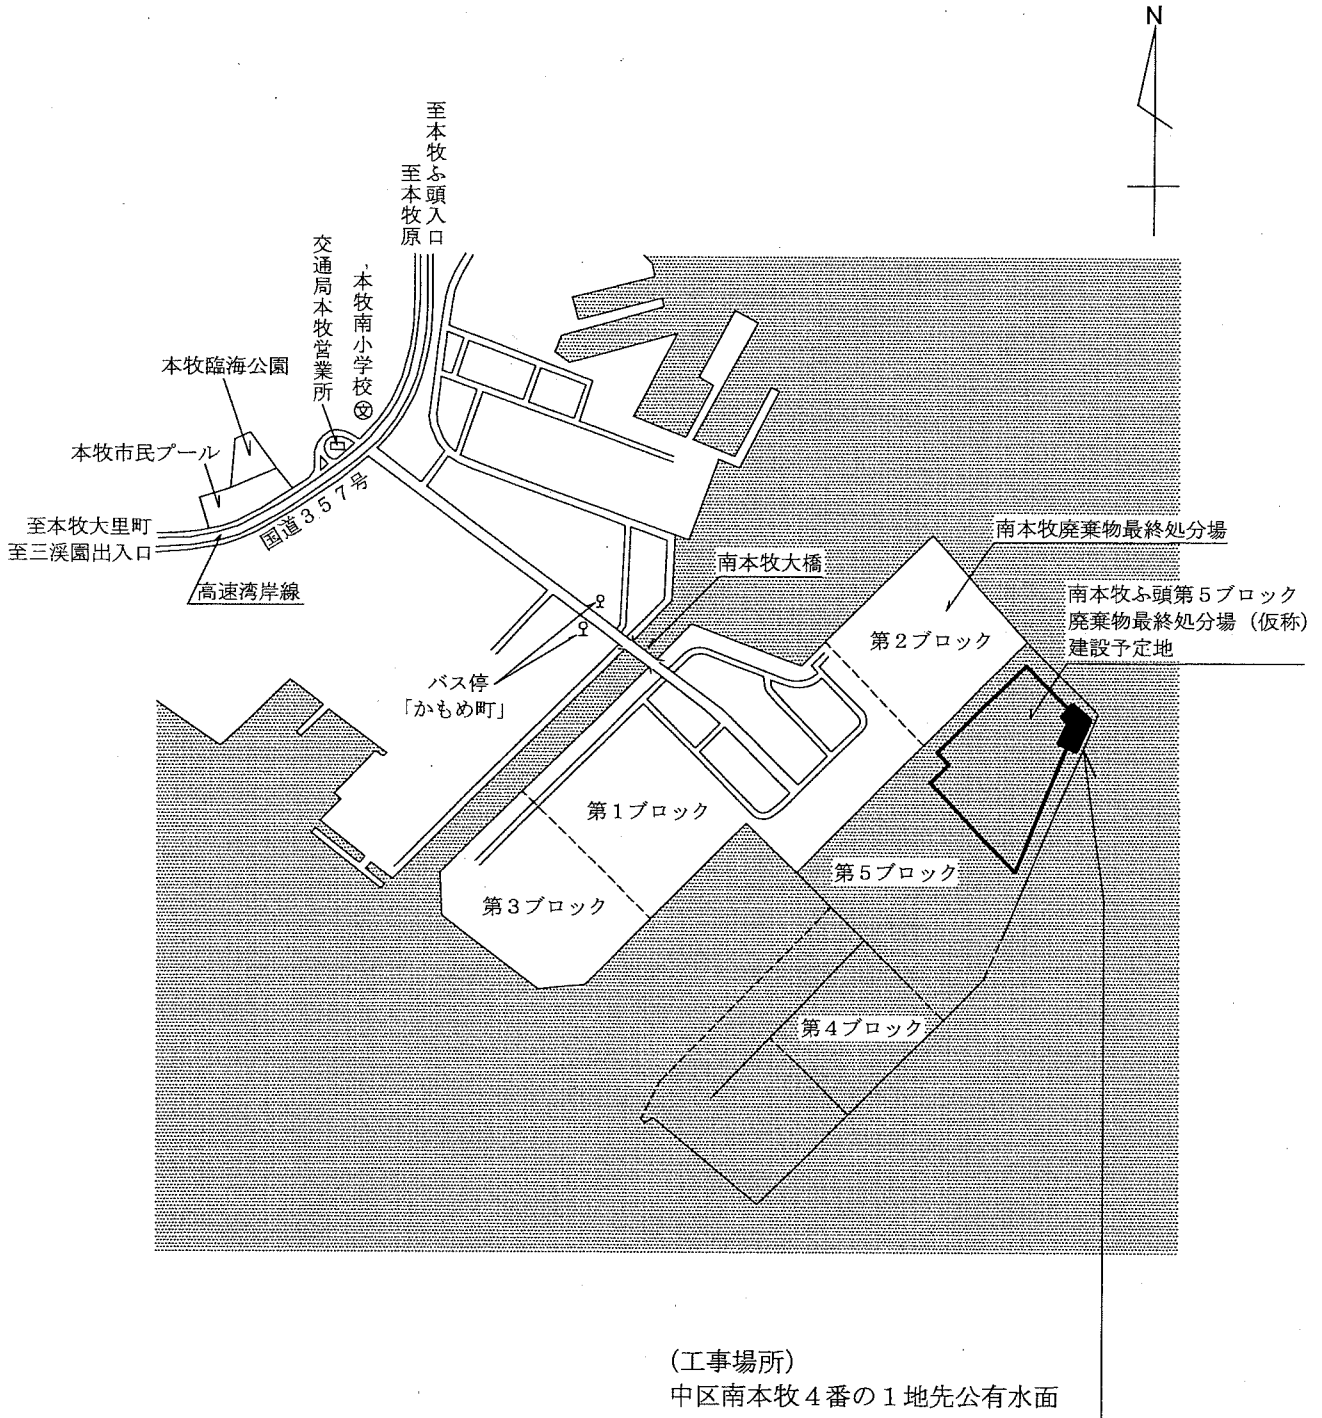 N
至本牧ふ頭入口
至本牧原
交通局本牧営業所
本牧南小学校
文
本牧臨海公園
本牧市民プール
至本牧大里町
至三渓園出入口
国道357号
高速湾岸線
南本牧大橋
南本牧廃棄物最終処分場
南本牧ふ頭第5ブロック
廃棄物最終処分場（仮称）
建設予定地
バス停
「かもめ町」
第2ブロック
第1ブロック
第3ブロック
第5ブロック
第4ブロック
（工事場所）
中区南本牧4番の1地先公有水面